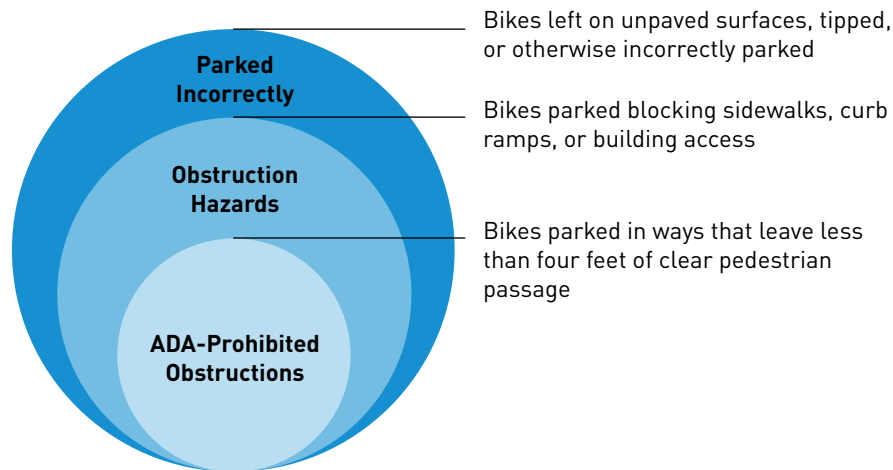 Bikes left on unpaved surfaces, tipped,
or otherwise incorrectly parked
Parked
Incorrectly
Bikes parked blocking sidewalks, curb
ramps, or building access
Obstruction
Hazards
Bikes parked in ways that leave less
than four feet of clear pedestrian
passage
ADA-Prohibited
Obstructions